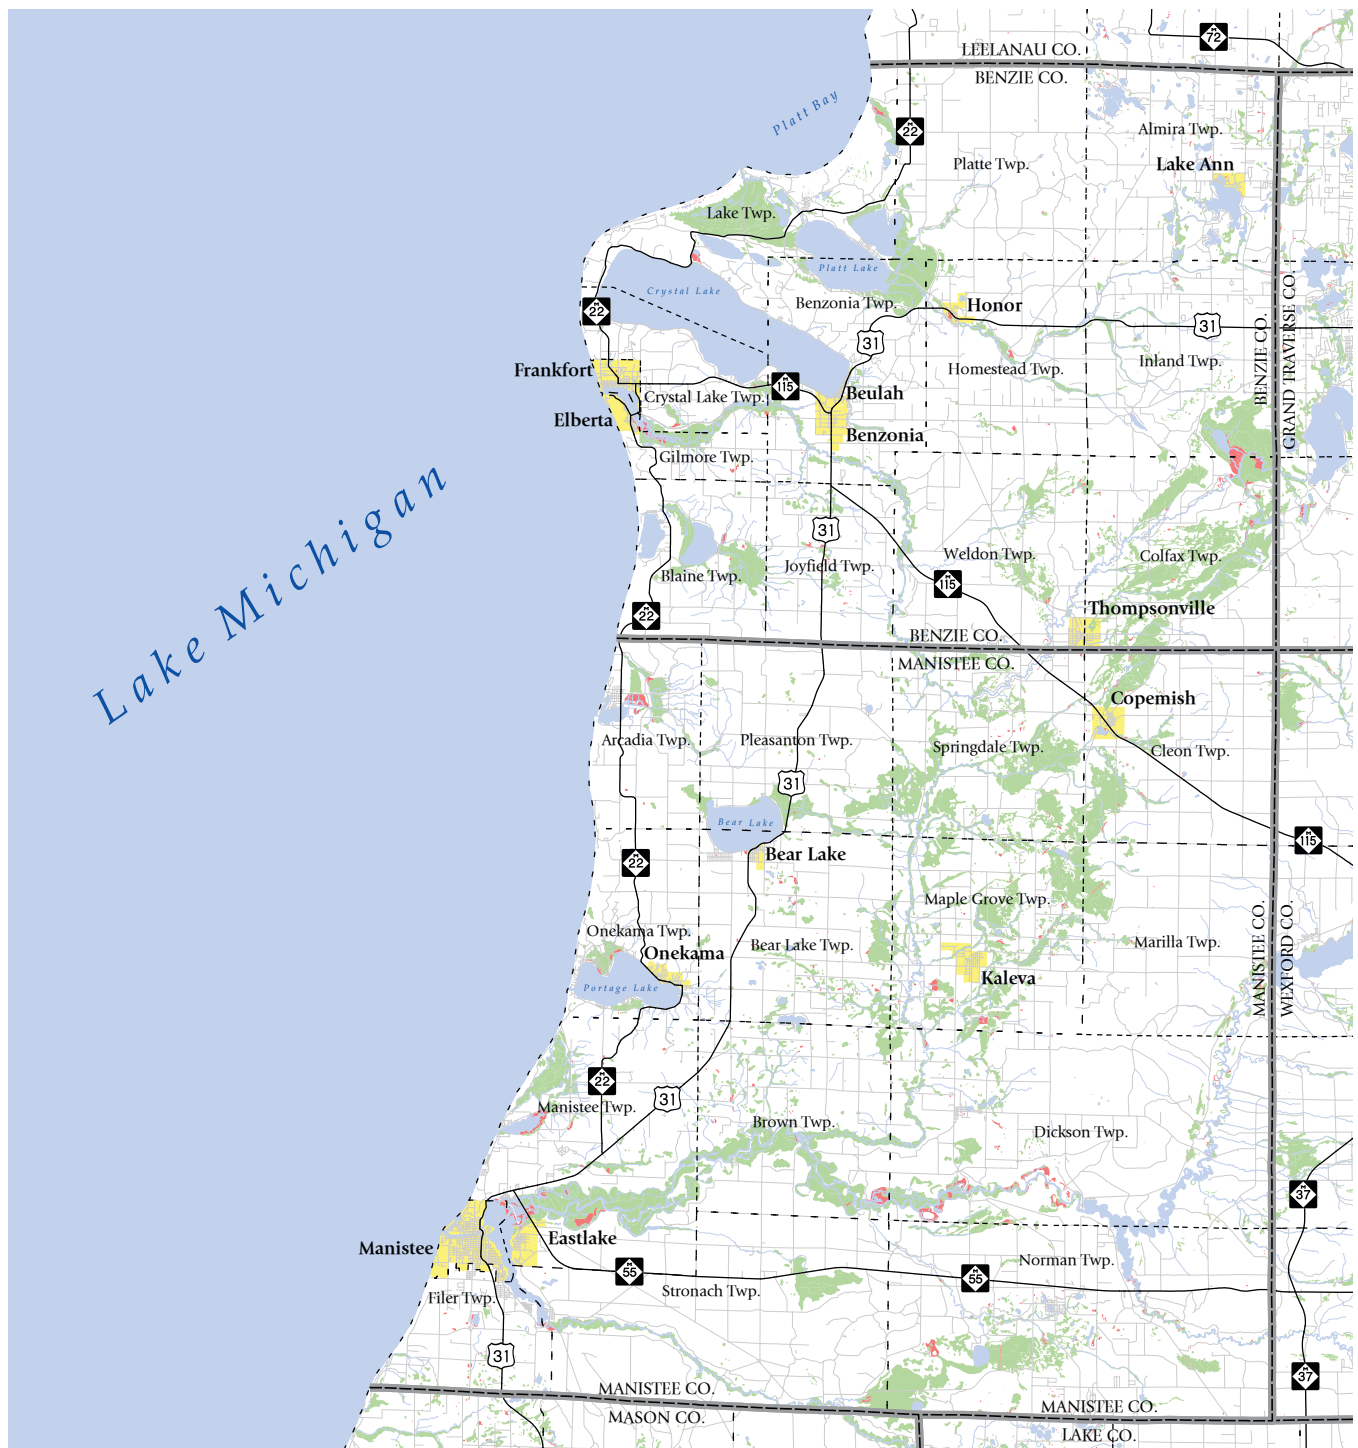 M
72
LEELANAU CO.
BENZIE CO.
Platt Bay
M
22
Almira Twp.
Platte Twp.
Lake Ann
Lake Twp.
Platt Lake
Crystal Lake
Benzonia Twp.
Honor
M
22
31
31
BENZIE CO.
GRAND TRAVERSE CO.
Inland Twp.
Homestead Twp.
Frankfort
M
115
Crystal Lake Twp.
Beulah
Elberta
Benzonia
Gilmore Twp.
Lake Michigan
31
Weldon Twp.
Colfax Twp.
Joyfield Twp.
Blaine Twp.
M
115
Thompsonville
M
22
BENZIE CO.
MANISTEE CO.
Copemish
Arcadia Twp.
Pleasanton Twp.
Springdale Twp.
Cleon Twp.
31
Bear Lake
M
115
Bear Lake
M
22
Maple Grove Twp.
MANISTEE CO.
WEXFORD CO.
Onekama Twp.
Bear Lake Twp.
Marilla Twp.
Onekama
Kaleva
Portage Lake
M
22
31
Manistee Twp.
Brown Twp.
Dickson Twp.
M
37
Eastlake
Manistee
Norman Twp.
M
55
M
55
Stronach Twp.
Filer Twp.
31
M
37
MANISTEE CO.
MASON CO.
MANISTEE CO.
LAKE CO.